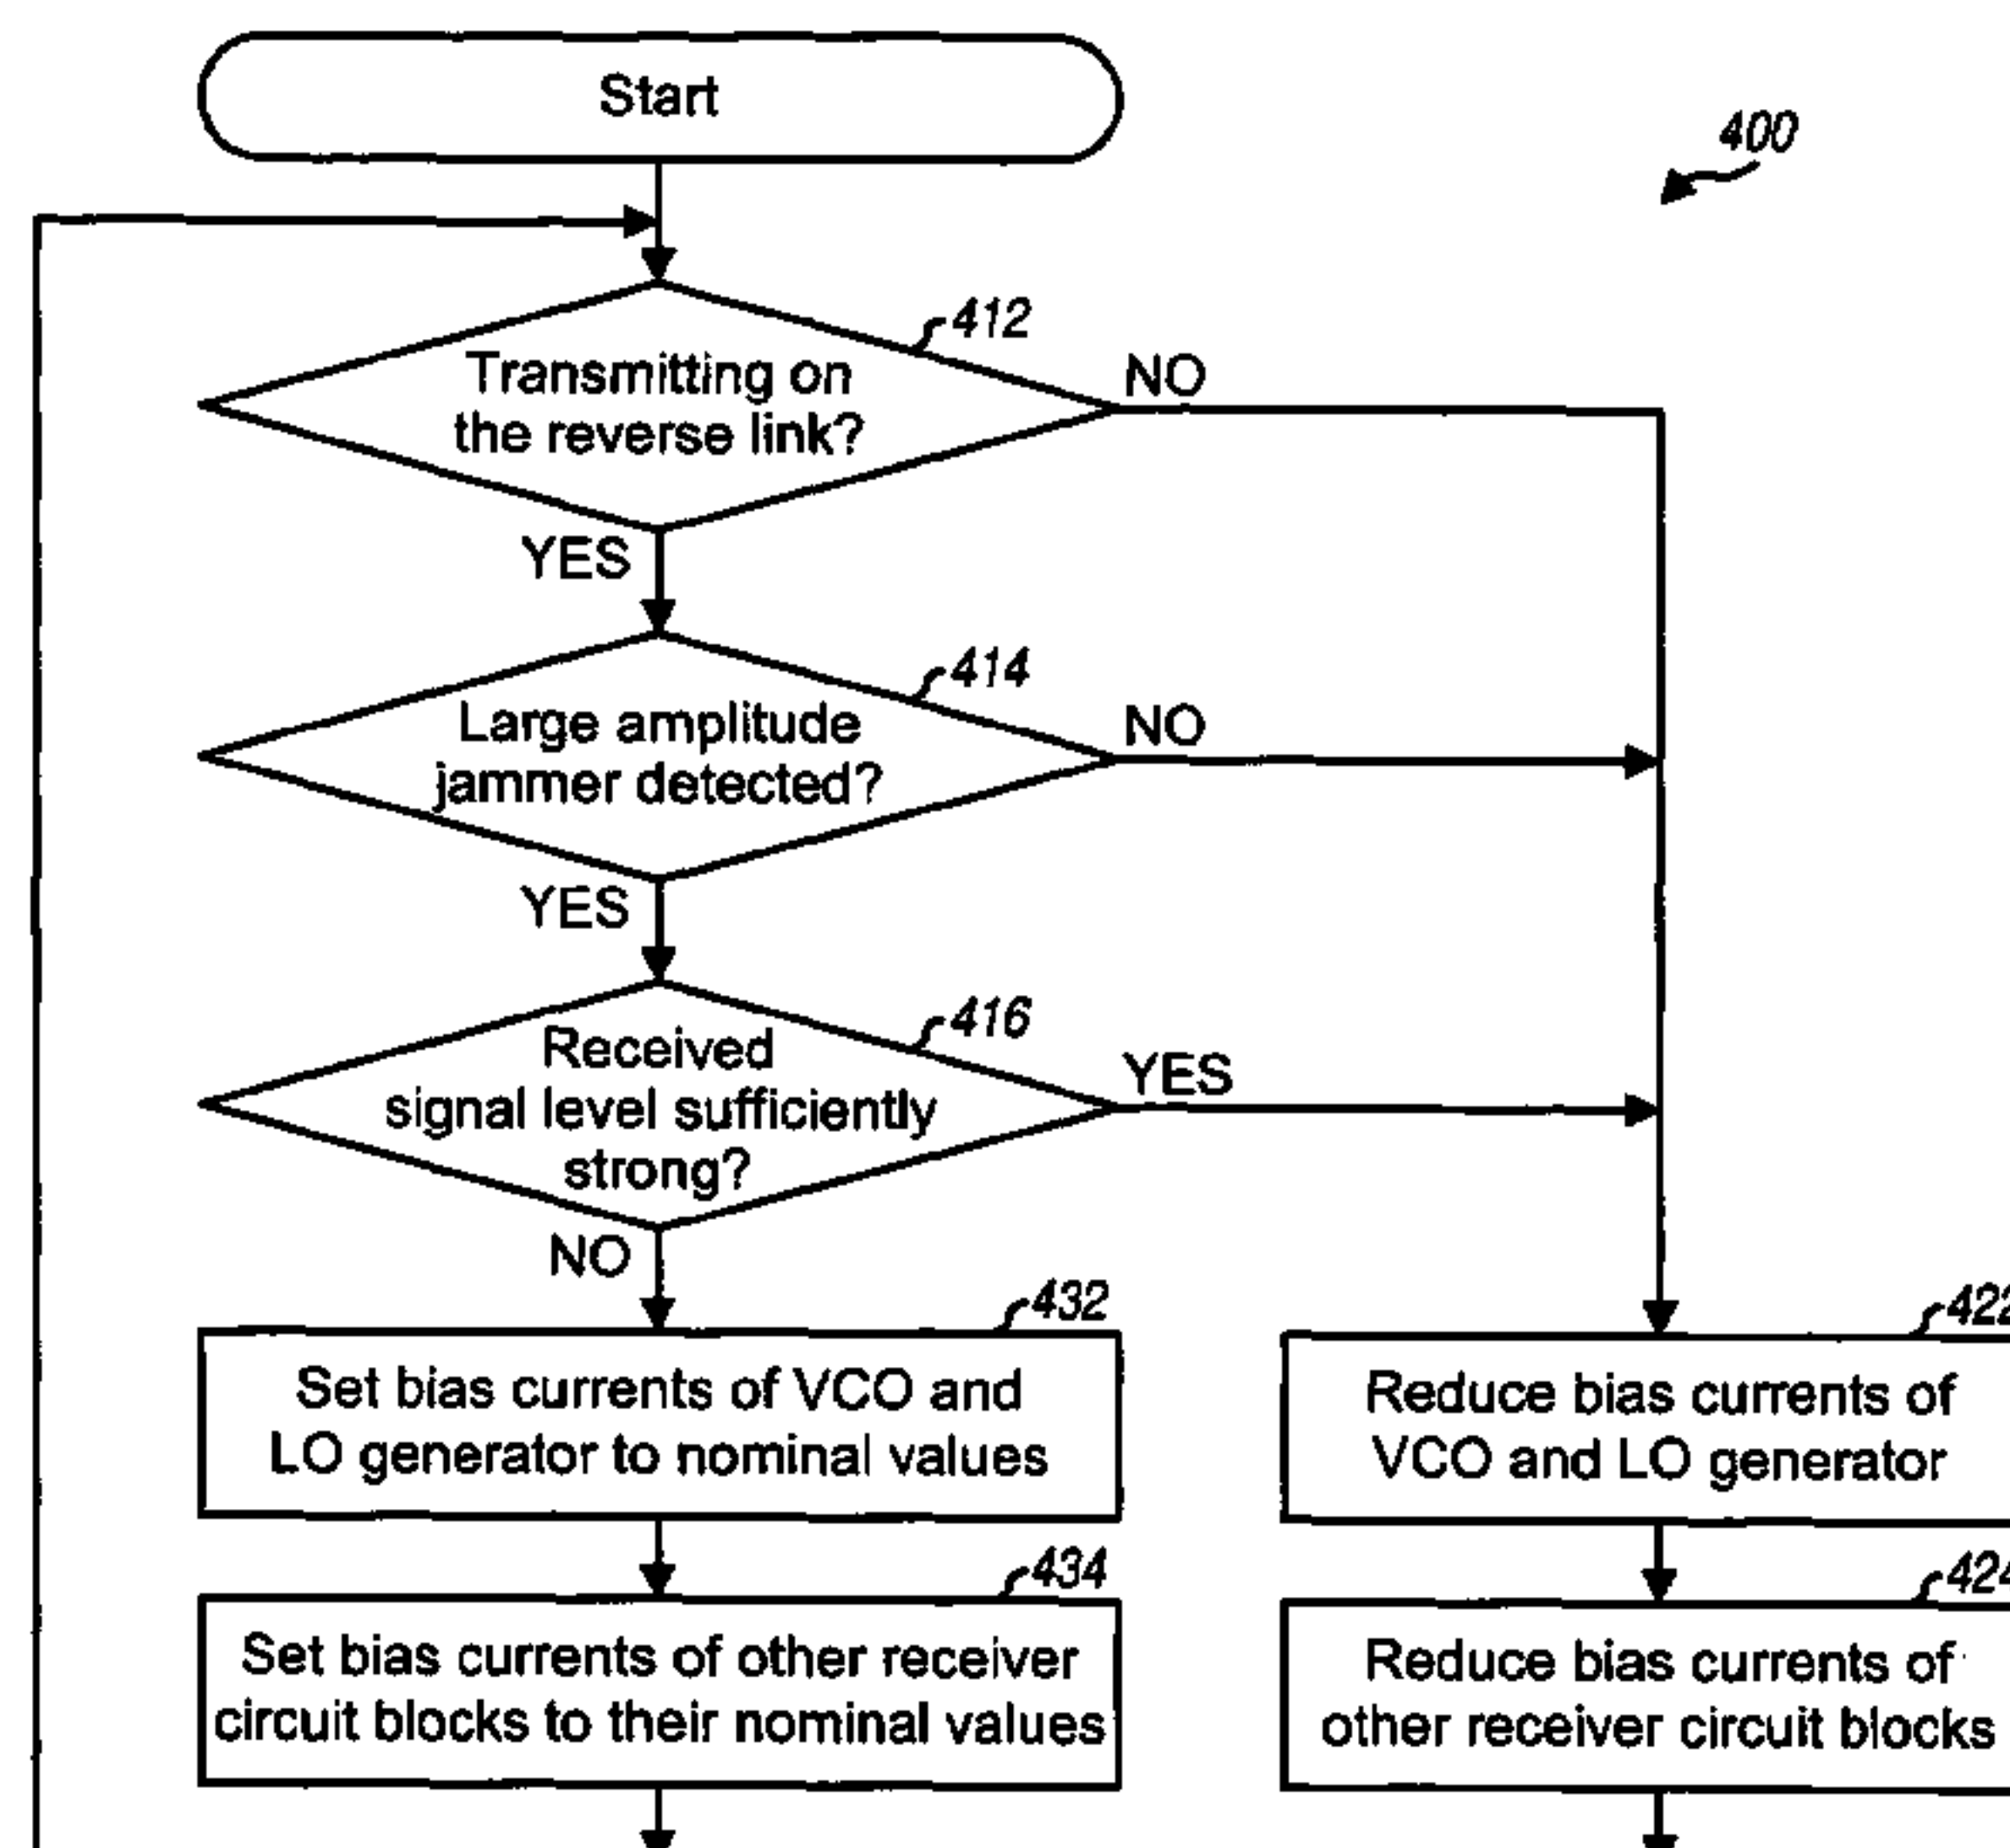 Start
400
412
Transmitting on
the reverse link?
NO
YES
414
Large amplitude
jammer detected?
NO
YES
416
Received
signal level sufficiently
strong?
YES
NO
432
Set bias currents of VCO and
LO generator to nominal values
422
Reduce bias currents of
VCO and LO generator
434
Set bias currents of other receiver
circuit blocks to their nominal values
424
Reduce bias currents of
other receiver circuit blocks